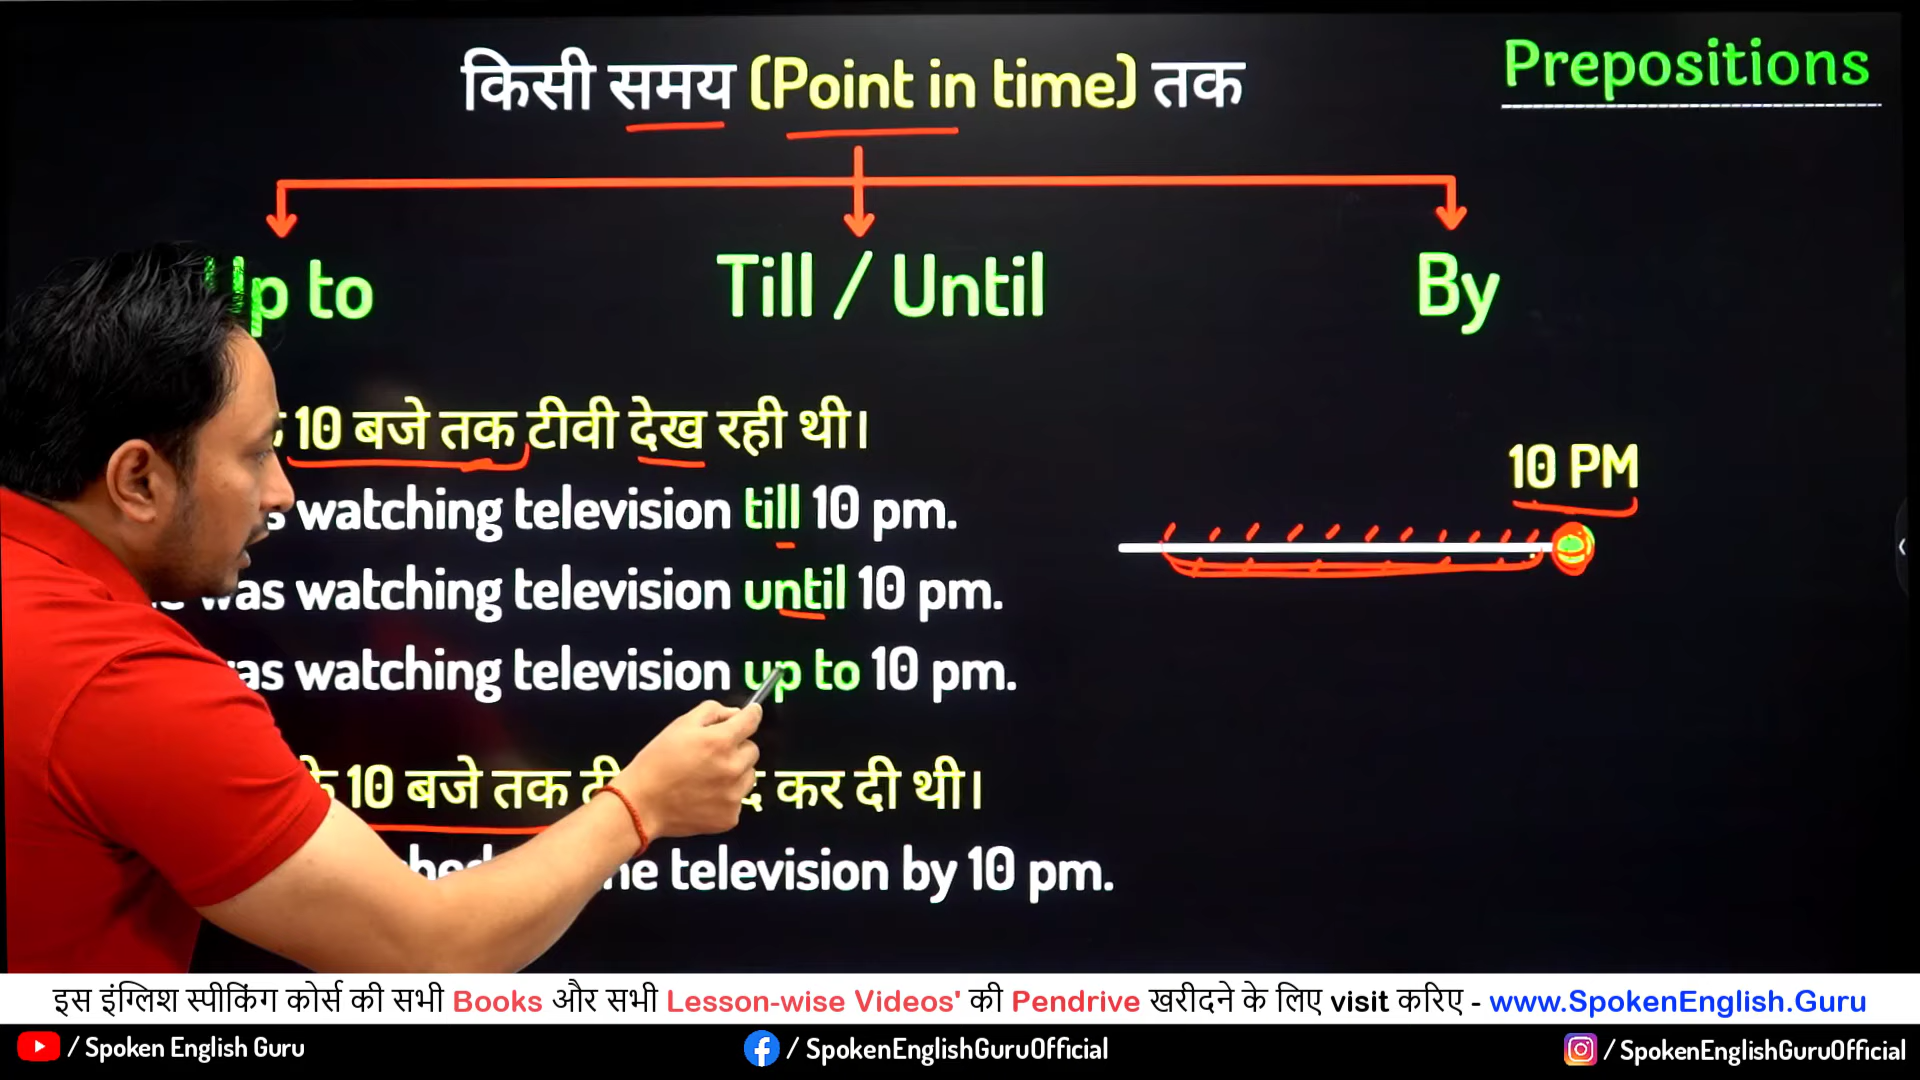 किसी समय (Point in time) तक
Prepositions
Up to
Till / Until
By
10 बजे तक टीवी देख रही थी।
10 PM
watching television till 10 pm.
was watching television until 10 pm.
was watching television up to 10 pm.
10 बजे तक कर दी थी।
television by 10 pm.
इस इंग्लिश स्पीकिंग कोर्स की सभी Books और सभी Lesson-wise Videos' की Pendrive खरीदने के लिए visit करिए - www.SpokenEnglish.Guru
/ Spoken English Guru
/ SpokenEnglishGuruOfficial
/ SpokenEnglishGuruOfficial